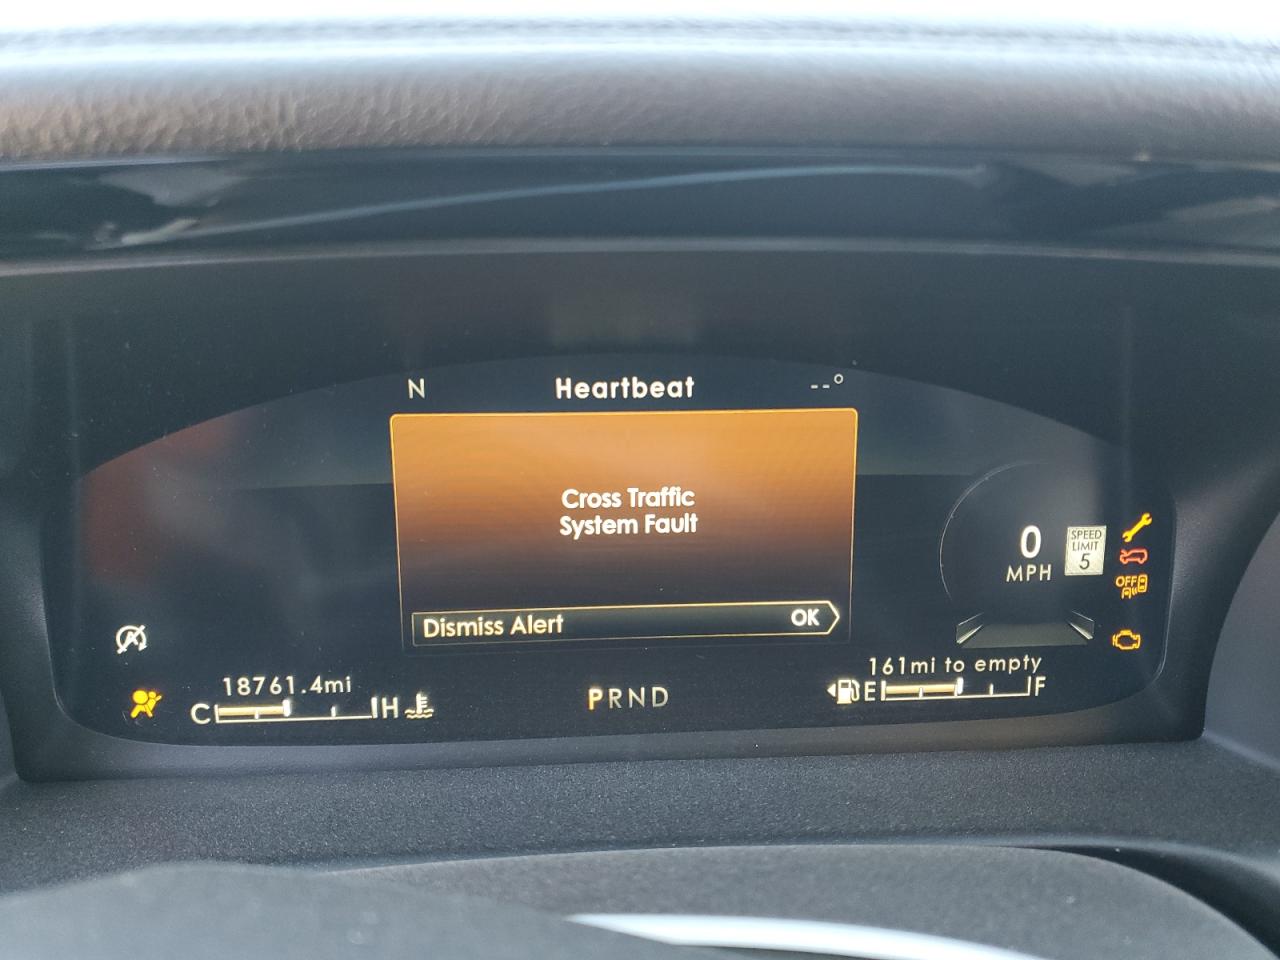 N
Heartbeat
--°
Cross Traffic
System Fault
Dismiss Alert
OK
0
MPH
SPEED
LIMIT
5
OFF
18761.4mi
C H
PRND
161mi to empty
E F